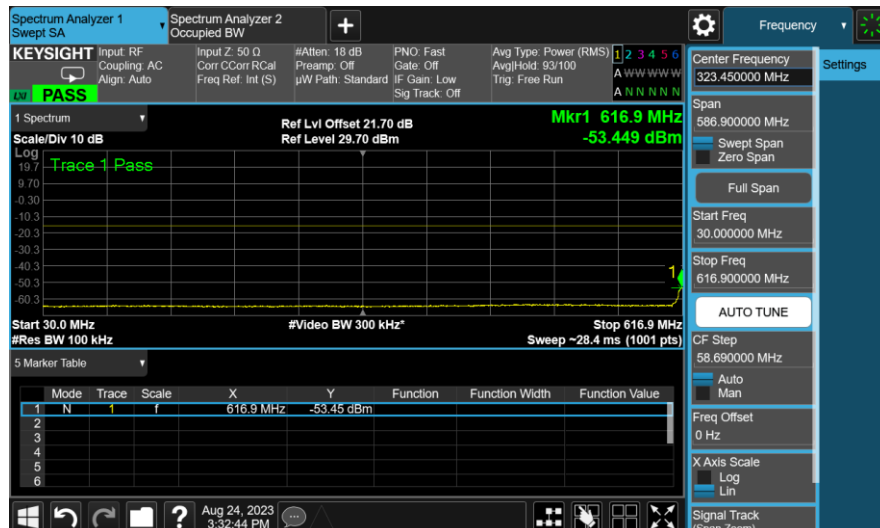 Spectrum Analyzer 1
Swept SA
Spectrum Analyzer 2
Occupied BW
+
Frequency
KEYSIGHT
Input: RF
Coupling: AC
Align: Auto
Input Z: 50 Ω
Corr CCorr RCal
Freq Ref: Int (S)
#Atten: 18 dB
Preamp: Off
µW Path: Standard
PNO: Fast
Gate: Off
IF Gain: Low
Sig Track: Off
Avg Type: Power (RMS)
Avg|Hold: 93/100
Trig: Free Run
1 2 3 4 5 6
A W W W W W
A N N N N N
LXI PASS
1 Spectrum
Scale/Div 10 dB
Ref Lvl Offset 21.70 dB
Ref Level 29.70 dBm
Mkr1 616.9 MHz
-53.449 dBm
Log
Trace 1 Pass
19.7
9.70
-0.30
-10.3
-20.3
-30.3
-40.3
-50.3
-60.3
1
Start 30.0 MHz
#Res BW 100 kHz
#Video BW 300 kHz*
Stop 616.9 MHz
Sweep ~28.4 ms (1001 pts)
5 Marker Table
Mode Trace Scale X Y Function Function Width Function Value
1 N 1 f 616.9 MHz -53.45 dBm
2
3
4
5
6
?
Aug 24, 2023
3:32:44 PM
Center Frequency
323.450000 MHz
Settings
Span
586.900000 MHz
Swept Span
Zero Span
Full Span
Start Freq
30.000000 MHz
Stop Freq
616.900000 MHz
AUTO TUNE
CF Step
58.690000 MHz
Auto
Man
Freq Offset
0 Hz
X Axis Scale
Log
Lin
Signal Track
(Span Zoom)